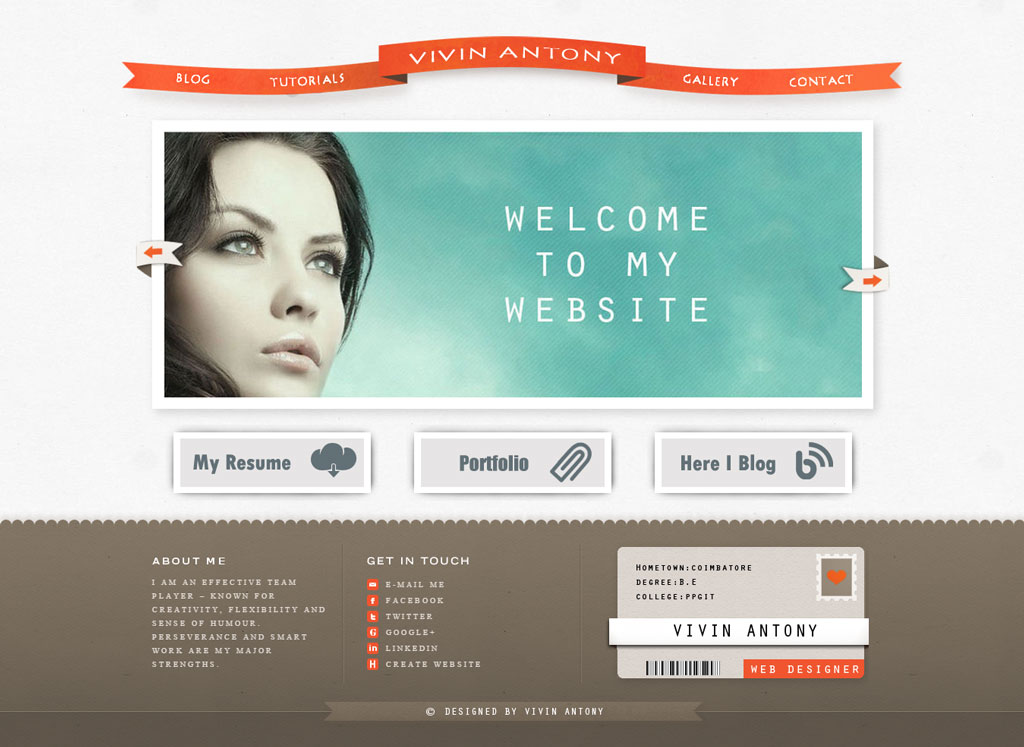 VIVIN ANTONY
BLOG
TUTORIALS
GALLERY
CONTACT
WELCOME
TO MY
WEBSITE
My Resume
Portfolio
Here I Blog
ABOUT ME
I AM AN EFFECTIVE TEAM
PLAYER – KNOWN FOR
CREATIVITY, FLEXIBILITY AND
SENSE OF HUMOUR.
PERSEVERANCE AND SMART
WORK ARE MY MAJOR
STRENGTHS.
GET IN TOUCH
E-MAIL ME
FACEBOOK
TWITTER
GOOGLE+
LINKEDIN
CREATE WEBSITE
HOMETOWN:COIMBATORE
DEGREE:B.E
COLLEGE:PPGIT
VIVIN ANTONY
WEB DESIGNER
© DESIGNED BY VIVIN ANTONY